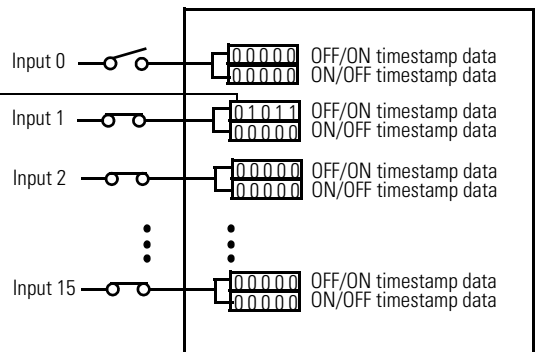 Input 0
00000 OFF/ON timestamp data
00000 ON/OFF timestamp data
Input 1
01011 OFF/ON timestamp data
00000 ON/OFF timestamp data
Input 2
00000 OFF/ON timestamp data
00000 ON/OFF timestamp data
Input 15
00000 OFF/ON timestamp data
00000 ON/OFF timestamp data